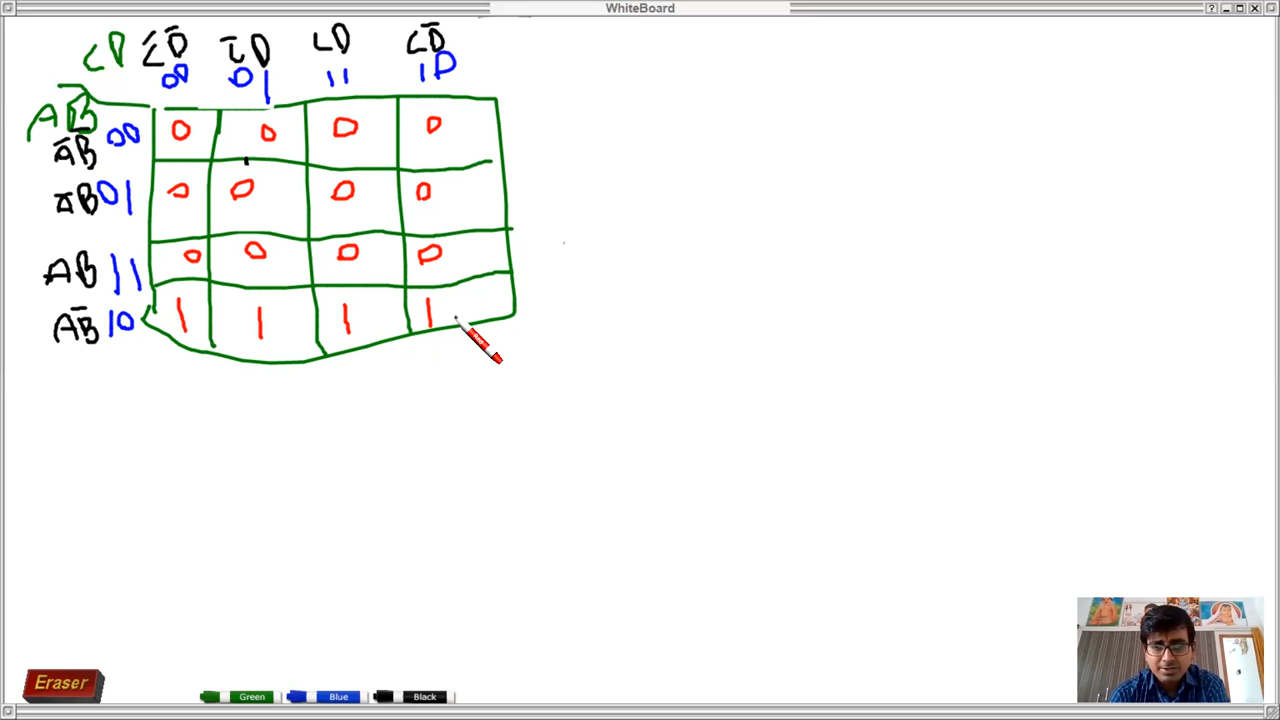 WhiteBoard
CD C̄D̄ C̄D CD CD̄
00 01 11 10
AB
ĀB̄ 00 0 0 0 0
ĀB 01 0 0 0 0
AB 11 0 0 0 0
AB̄ 10 1 1 1 1
Eraser
Green Blue Black